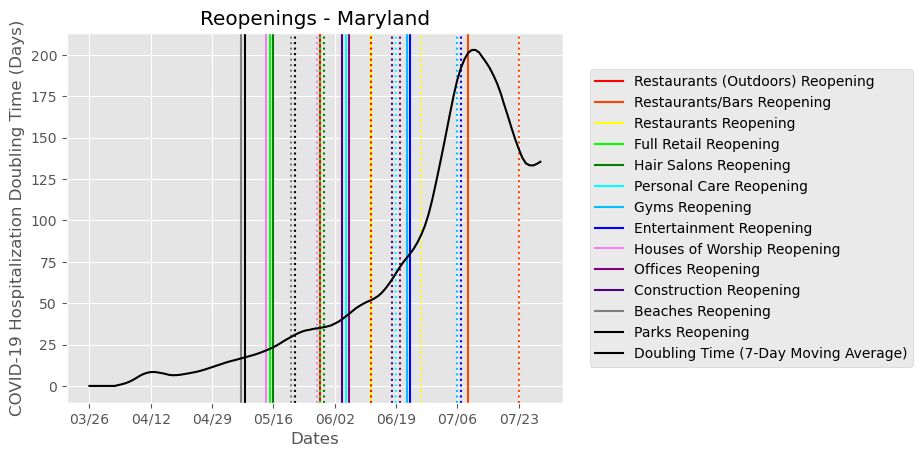 Reopenings - Maryland
COVID-19 Hospitalization Doubling Time (Days)
200
175
150
125
100
75
50
25
0
03/26 04/12 04/29 05/16 06/02 06/19 07/06 07/23
Dates
Restaurants (Outdoors) Reopening
Restaurants/Bars Reopening
Restaurants Reopening
Full Retail Reopening
Hair Salons Reopening
Personal Care Reopening
Gyms Reopening
Entertainment Reopening
Houses of Worship Reopening
Offices Reopening
Construction Reopening
Beaches Reopening
Parks Reopening
Doubling Time (7-Day Moving Average)